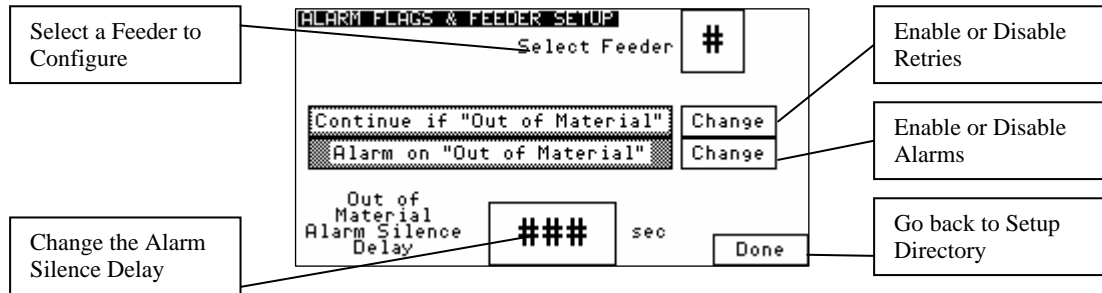 Select a Feeder to
Configure
ALARM FLAGS & FEEDER SETUP
Select Feeder
#
Enable or Disable
Retries
Continue if "Out of Material"
Change
Alarm on "Out of Material"
Change
Enable or Disable
Alarms
Out of
Material
Alarm Silence
Delay
###
sec
Done
Change the Alarm
Silence Delay
Go back to Setup
Directory